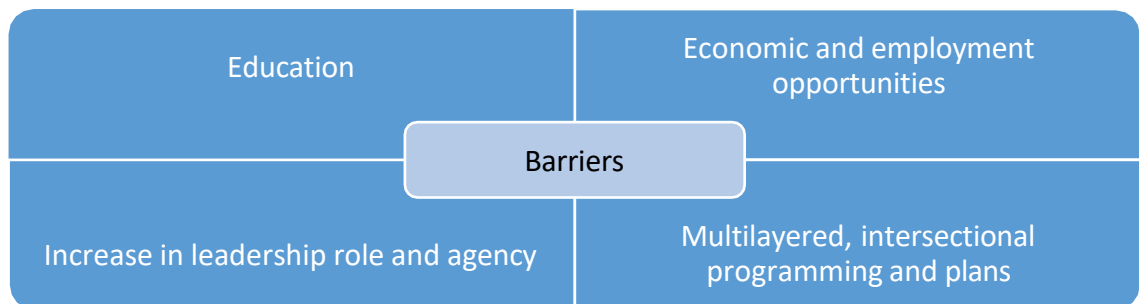 Education
Economic and employment
opportunities
Barriers
Increase in leadership role and agency
Multilayered, intersectional
programming and plans